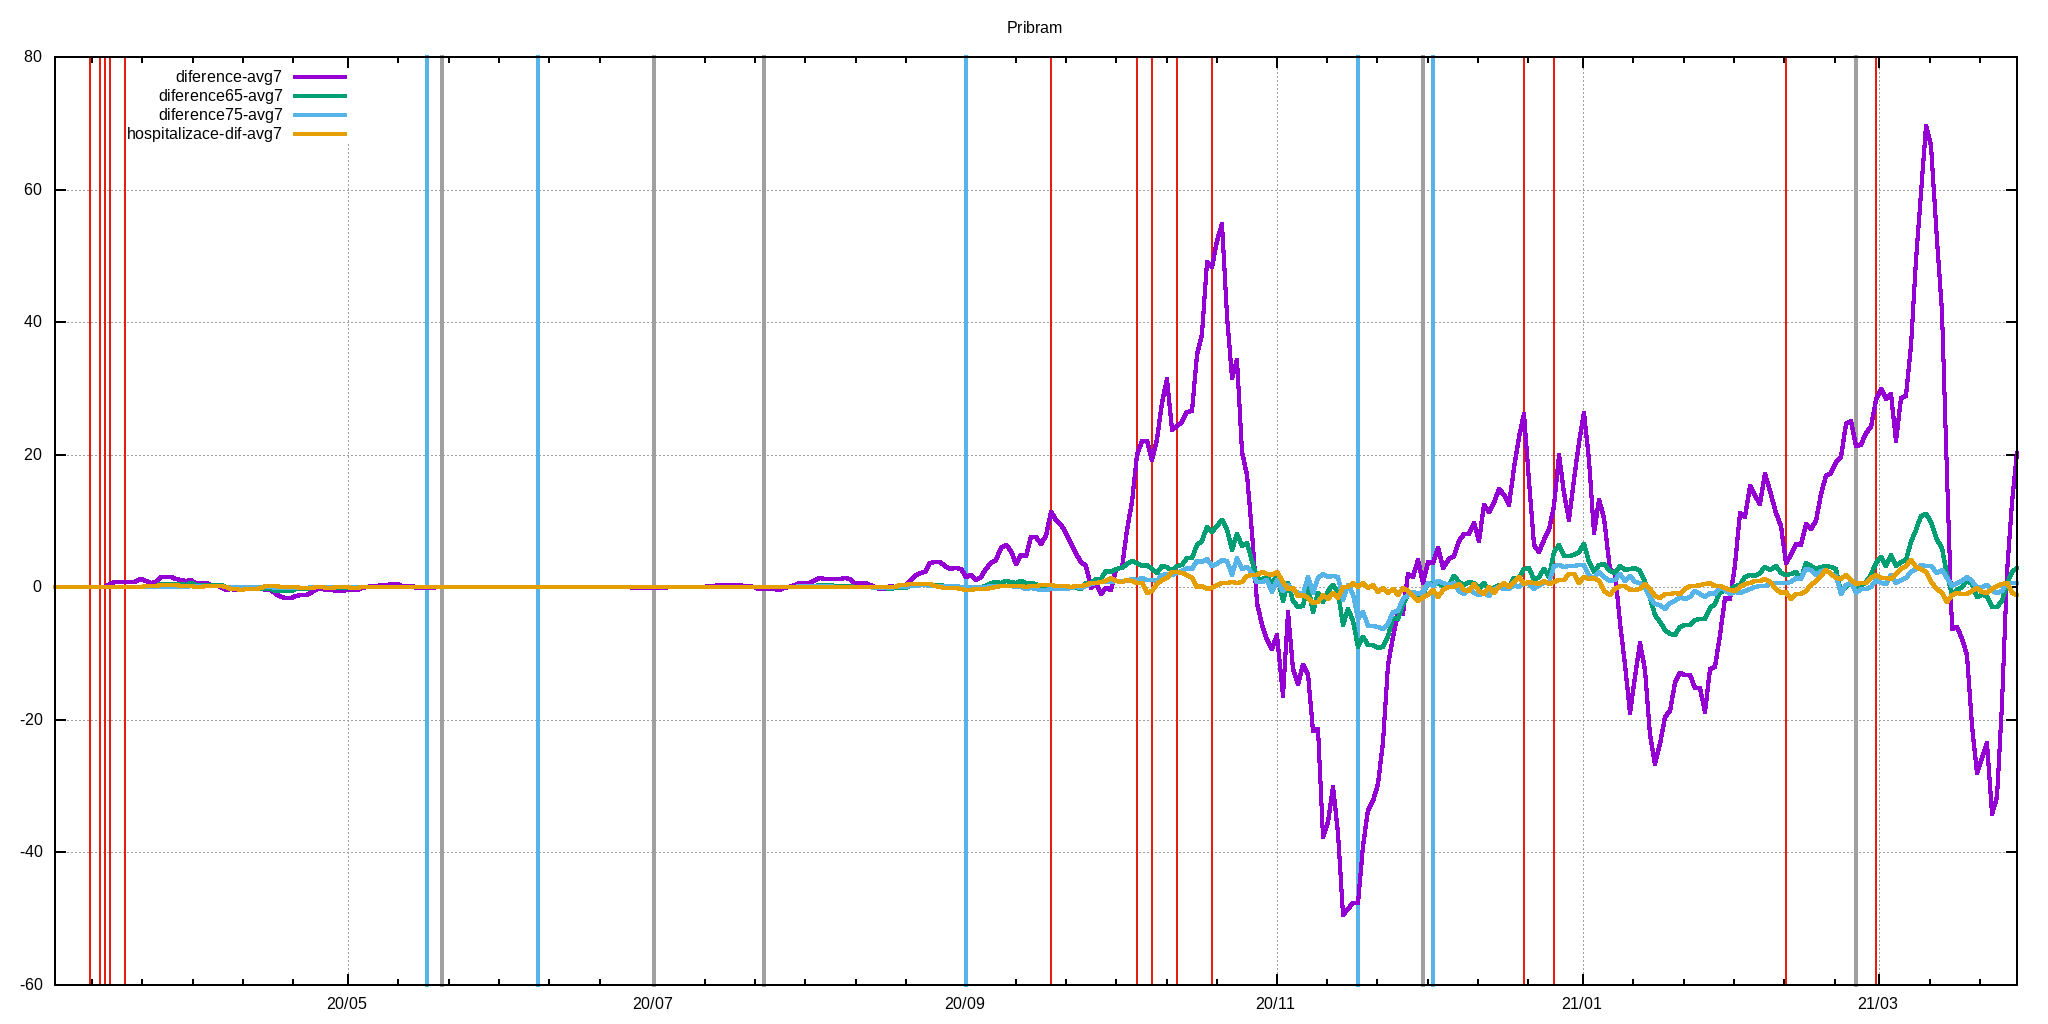 Pribram
80
diference-avg7
diference65-avg7
diference75-avg7
hospitalizace-dif-avg7
60
40
20
0
-20
-40
-60
20/05 20/07 20/09 20/11 21/01 21/03